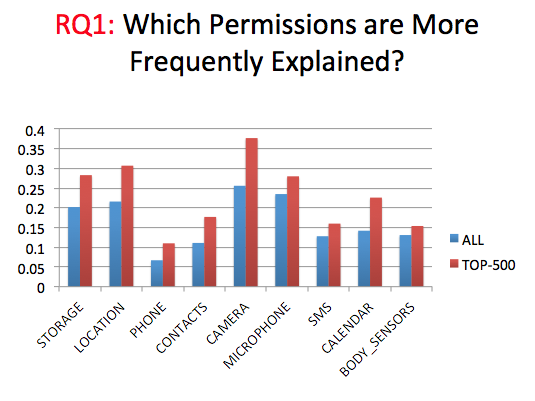 RQ1: Which Permissions are More
Frequently Explained?
0.4
0.35
0.3
0.25
0.2
0.15
0.1
0.05
0
STORAGE
LOCATION
PHONE
CONTACTS
CAMERA
MICROPHONE
SMS
CALENDAR
BODY_SENSORS
ALL
TOP-500